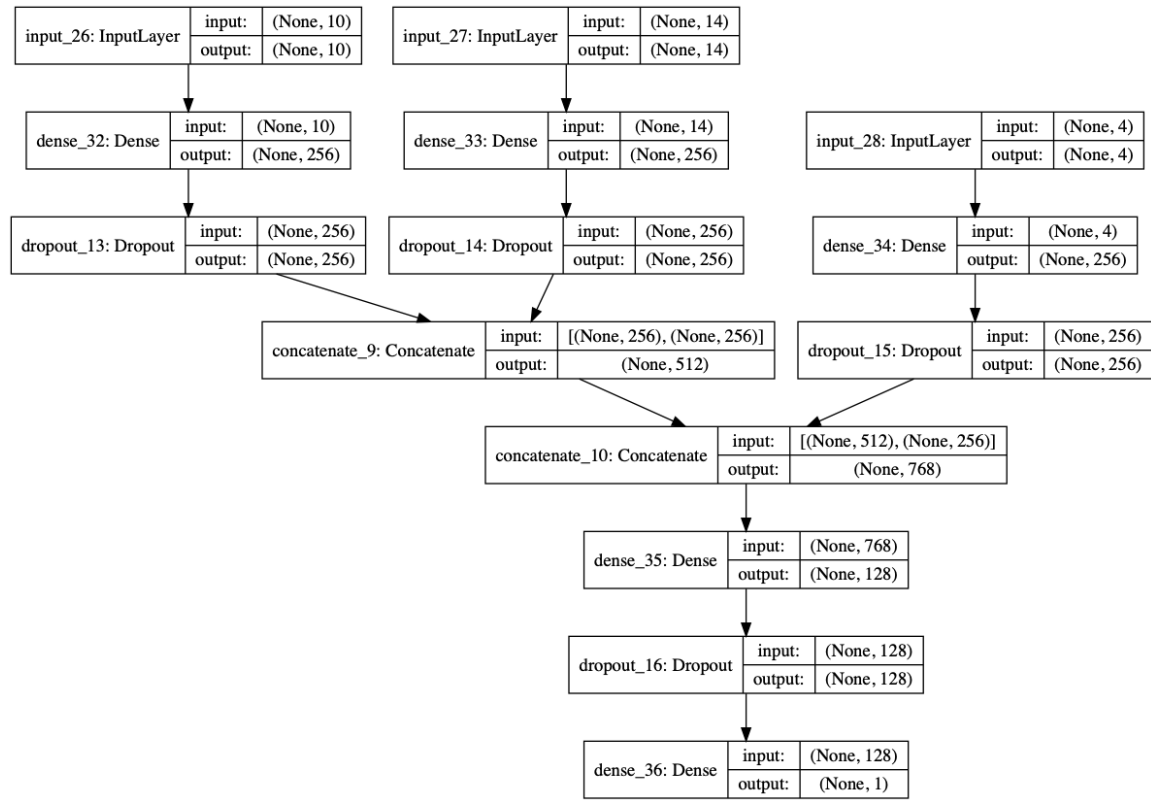 input_26: InputLayer
input: (None, 10)
output: (None, 10)
input_27: InputLayer
input: (None, 14)
output: (None, 14)
dense_32: Dense
input: (None, 10)
output: (None, 256)
dense_33: Dense
input: (None, 14)
output: (None, 256)
input_28: InputLayer
input: (None, 4)
output: (None, 4)
dropout_13: Dropout
input: (None, 256)
output: (None, 256)
dropout_14: Dropout
input: (None, 256)
output: (None, 256)
dense_34: Dense
input: (None, 4)
output: (None, 256)
concatenate_9: Concatenate
input: [(None, 256), (None, 256)]
output: (None, 512)
dropout_15: Dropout
input: (None, 256)
output: (None, 256)
concatenate_10: Concatenate
input: [(None, 512), (None, 256)]
output: (None, 768)
dense_35: Dense
input: (None, 768)
output: (None, 128)
dropout_16: Dropout
input: (None, 128)
output: (None, 128)
dense_36: Dense
input: (None, 128)
output: (None, 1)